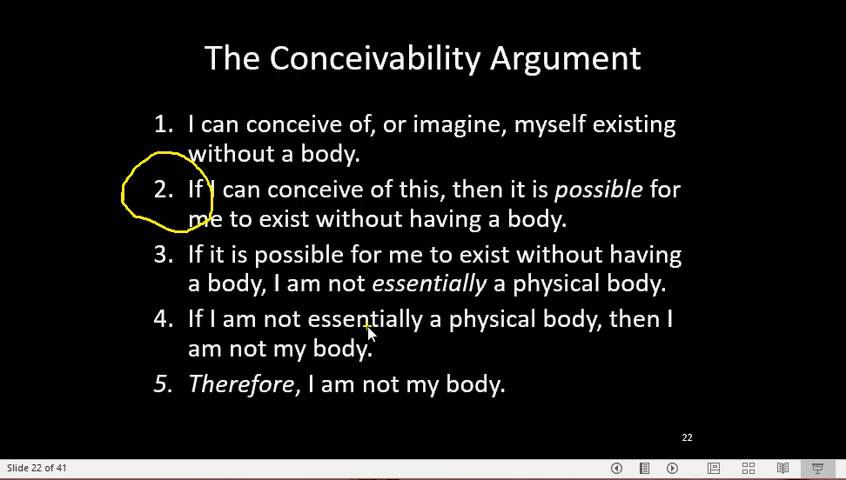 The Conceivability Argument
1. I can conceive of, or imagine, myself existing
without a body.
2. If I can conceive of this, then it is possible for
me to exist without having a body.
3. If it is possible for me to exist without having
a body, I am not essentially a physical body.
4. If I am not essentially a physical body, then I
am not my body.
5. Therefore, I am not my body.
22
Slide 22 of 41